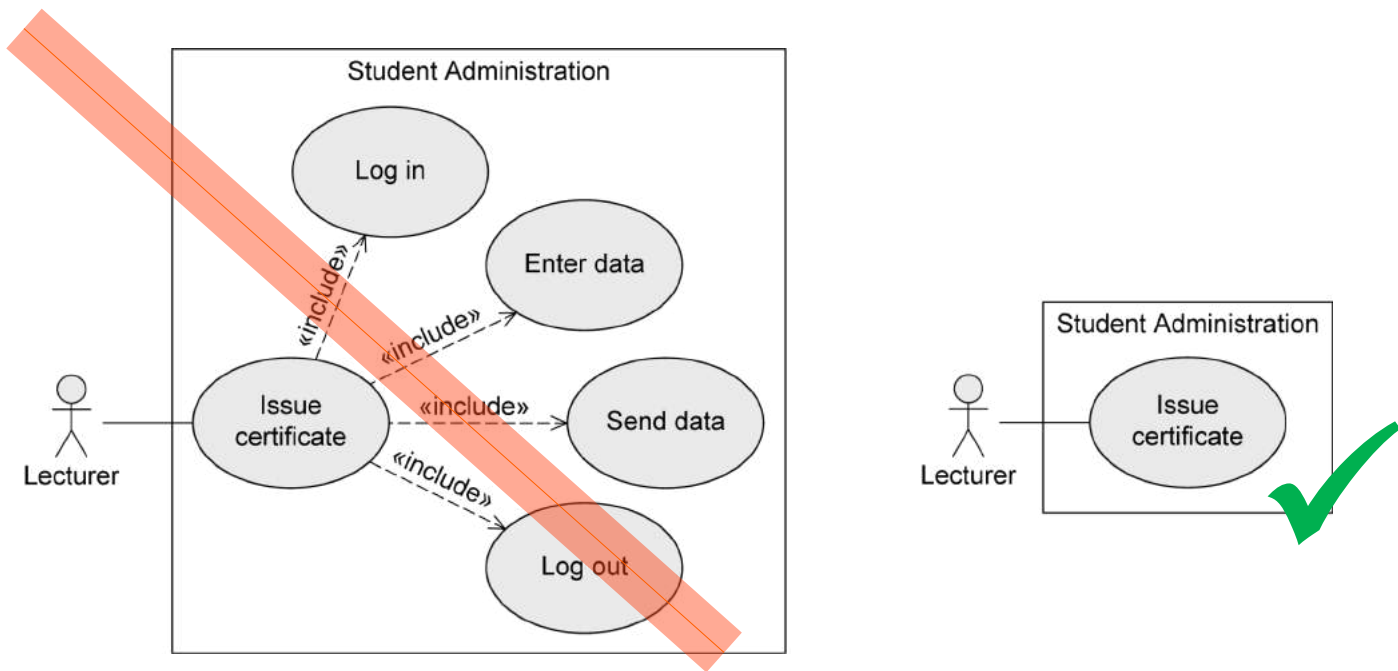 Student Administration
Log in
Enter data
«include»
«include»
Issue
certificate
«include»
Send data
Lecturer
«include»
Log out
Student Administration
Issue
certificate
Lecturer